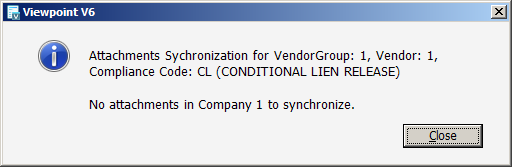 Viewpoint V6
Attachments Sychronization for VendorGroup: 1, Vendor: 1,
Compliance Code: CL (CONDITIONAL LIEN RELEASE)
No attachments in Company 1 to synchronize.
Close